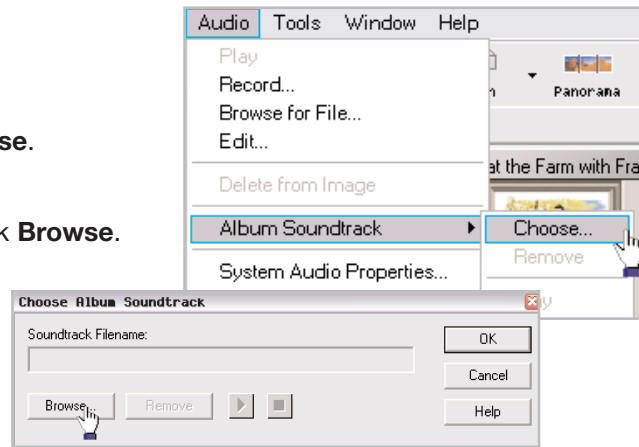 Audio Tools Window Help
Play
Record...
Panorama
Browse for File...
se.
Edit...
at the Farm with Fra
Delete from Image
k Browse.
Album Soundtrack
Choose...
Remove
System Audio Properties...
Choose Album Soundtrack
Soundtrack Filename:
OK
Cancel
Browse...
Remove
Help